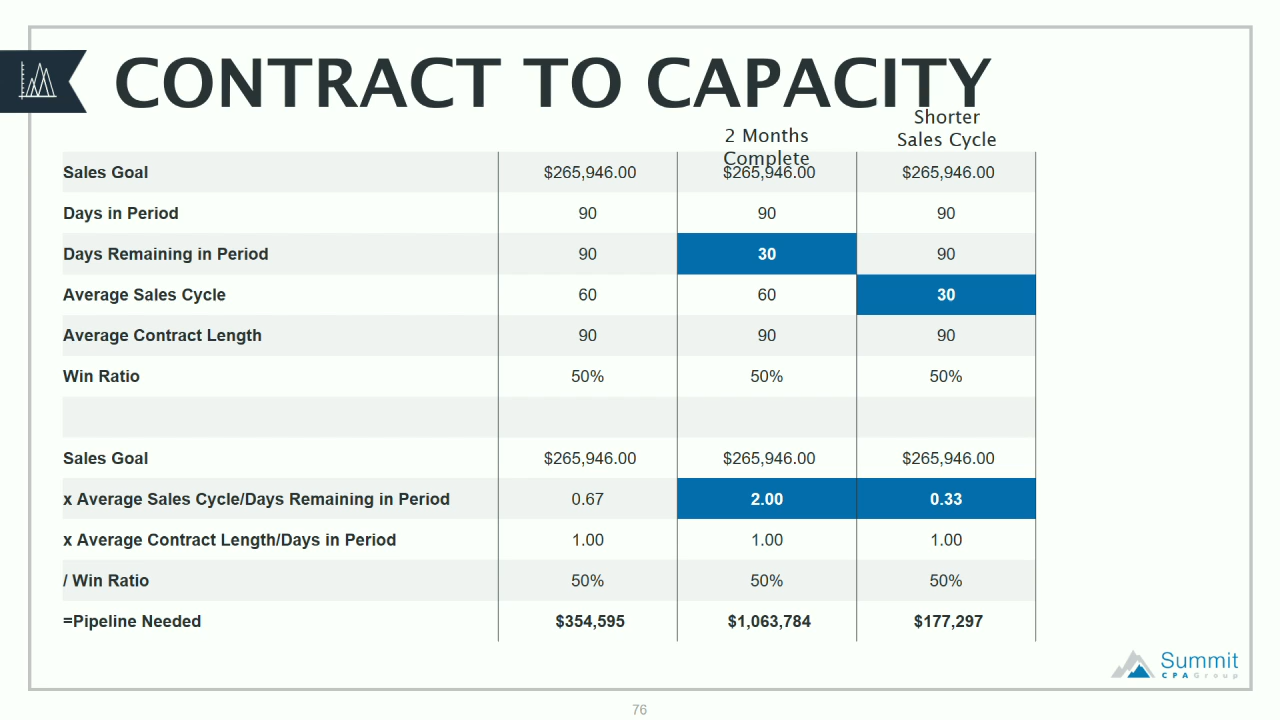 CONTRACT TO CAPACITY
2 Months
Complete
Shorter
Sales Cycle
Sales Goal $265,946.00 $265,946.00 $265,946.00
Days in Period 90 90 90
Days Remaining in Period 90 30 90
Average Sales Cycle 60 60 30
Average Contract Length 90 90 90
Win Ratio 50% 50% 50%
Sales Goal $265,946.00 $265,946.00 $265,946.00
x Average Sales Cycle/Days Remaining in Period 0.67 2.00 0.33
x Average Contract Length/Days in Period 1.00 1.00 1.00
/ Win Ratio 50% 50% 50%
=Pipeline Needed $354,595 $1,063,784 $177,297
Summit
CPA Group
76